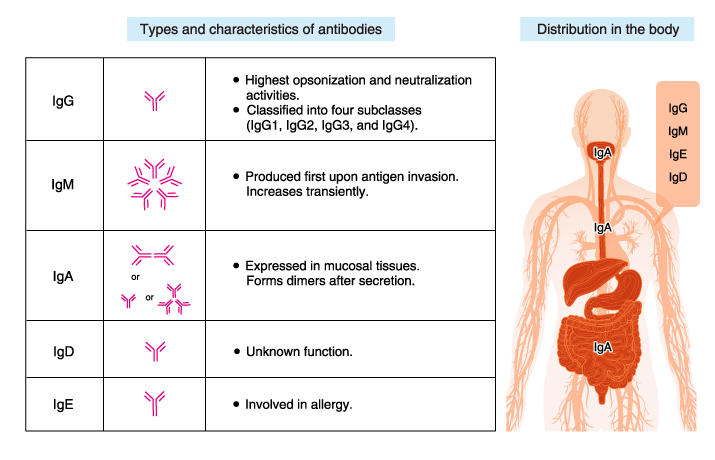 Types and characteristics of antibodies
IgG
• Highest opsonization and neutralization
activities.
• Classified into four subclasses
(IgG1, IgG2, IgG3, and IgG4).
IgM
• Produced first upon antigen invasion.
Increases transiently.
IgA
or
or
• Expressed in mucosal tissues.
Forms dimers after secretion.
IgD
• Unknown function.
IgE
• Involved in allergy.
Distribution in the body
IgG
IgM
IgE
IgD
IgA
IgA
IgA